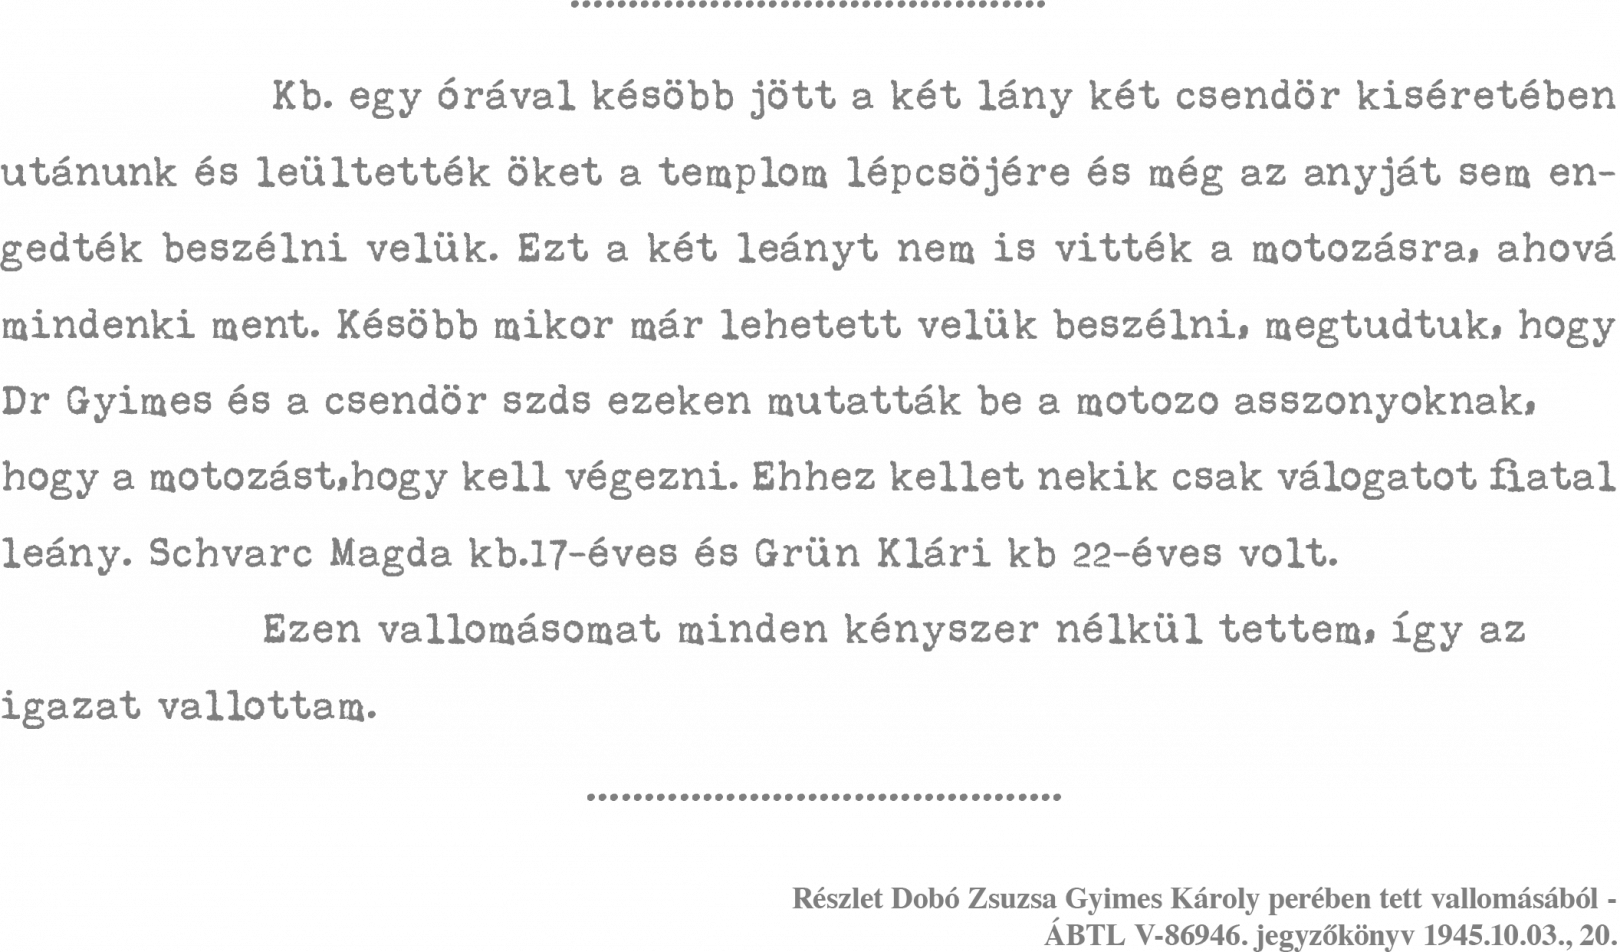 ........................................
Kb. egy órával késöbb jött a két lány két csendör kiséretében
utánunk és leültették öket a templom lépcsöjére és még az anyját sem en-
gedték beszélni velük. Ezt a két leányt nem is vitték a motozásra, ahová
mindenki ment. Késöbb mikor már lehetett velük beszélni, megtudtuk, hogy
Dr Gyimes és a csendör szds ezeken mutatták be a motozo asszonyoknak,
hogy a motozást,hogy kell végezni. Ehhez kellet nekik csak válogatot fiatal
leány. Schvarc Magda kb.17-éves és Grün Klári kb 22-éves volt.
Ezen vallomásomat minden kényszer nélkül tettem, így az
igazat vallottam.
........................................
Részlet Dobó Zsuzsa Gyimes Károly perében tett vallomásából -
ÁBTL V-86946. jegyzőkönyv 1945.10.03., 20.